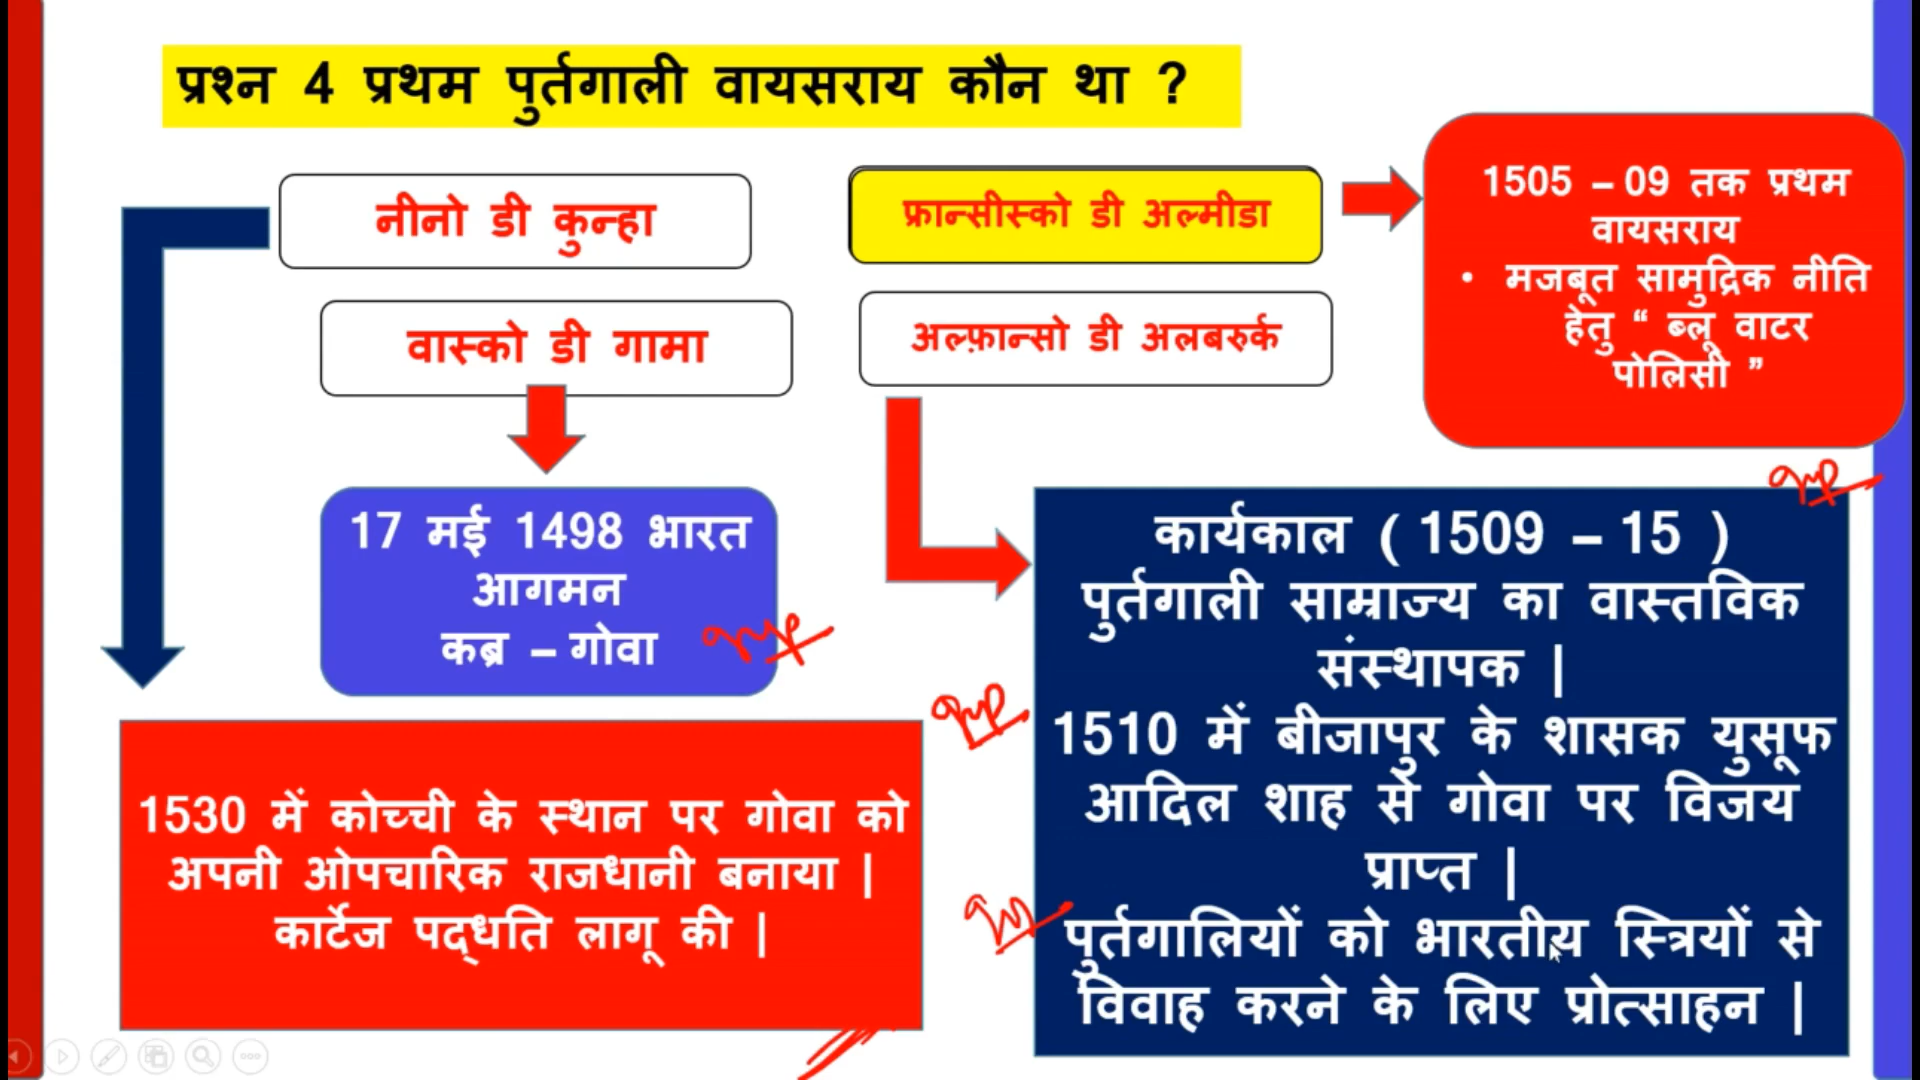 प्रश्न 4 प्रथम पुर्तगाली वायसराय कौन था ?
नीनो डी कुन्हा
फ्रान्सीस्को डी अल्मीडा
वास्को डी गामा
अल्फ़ान्सो डी अलबरुर्क
1505 – 09 तक प्रथम
वायसराय
• मजबूत सामुद्रिक नीति
हेतु “ ब्लू वाटर
पोलिसी ”
17 मई 1498 भारत
आगमन
कब्र – गोवा
1530 में कोच्ची के स्थान पर गोवा को
अपनी ओपचारिक राजधानी बनाया |
कार्टेज पद्धति लागू की |
कार्यकाल ( 1509 – 15 )
पुर्तगाली साम्राज्य का वास्तविक
संस्थापक |
1510 में बीजापुर के शासक युसूफ
आदिल शाह से गोवा पर विजय
प्राप्त |
पुर्तगालियों को भारतीय स्त्रियों से
विवाह करने के लिए प्रोत्साहन |